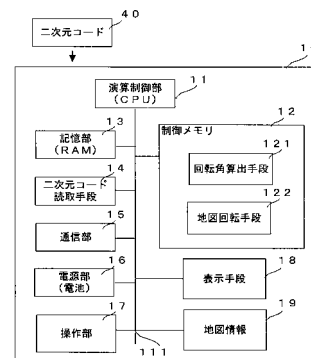 40
二次元コード
演算制御部
(CPU)
11
12
制御メモリ
13
記憶部
(RAM)
121
回転角算出手段
14
二次元コード
読取手段
122
地図回転手段
15
通信部
16
電源部
(電池)
18
表示手段
17
操作部
19
地図情報
111